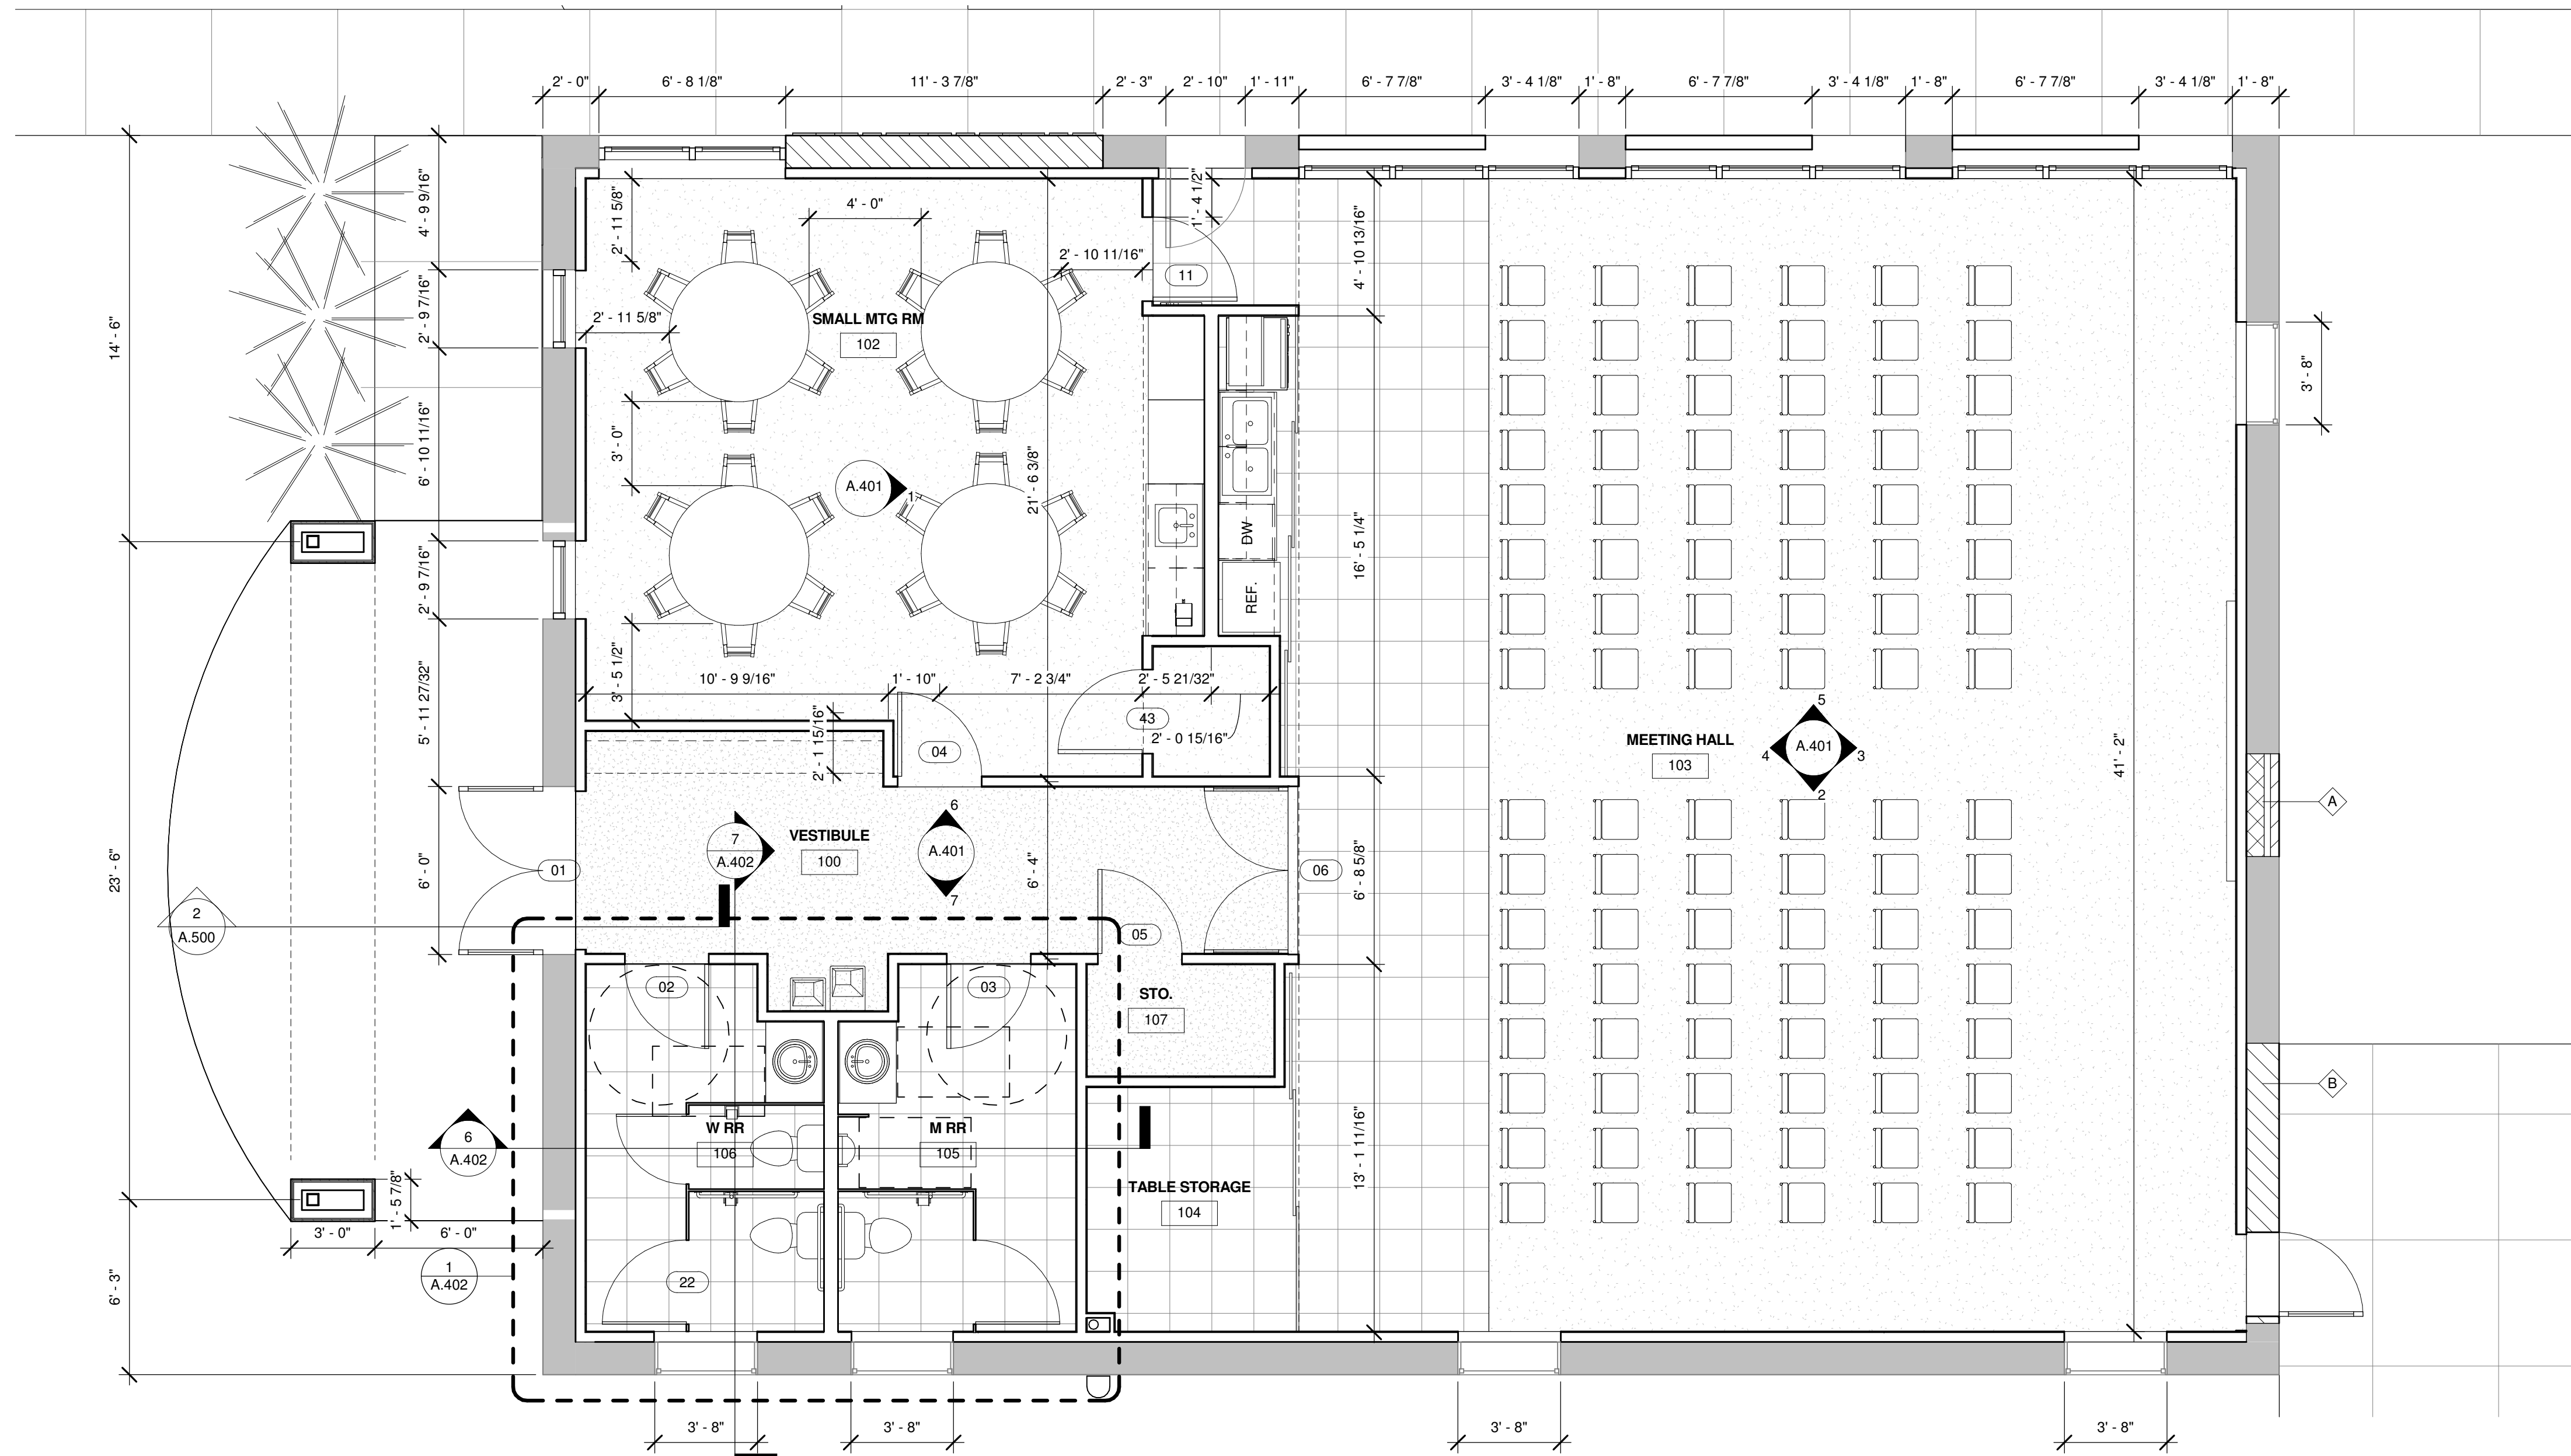 2' - 0"
6' - 8 1/8"
11' - 3 7/8"
2' - 3"
2' - 10"
1' - 11"
6' - 7 7/8"
3' - 4 1/8"
1' - 8"
6' - 7 7/8"
3' - 4 1/8"
1' - 8"
6' - 7 7/8"
3' - 4 1/8"
1' - 8"
14' - 6"
23' - 6"
6' - 3"
4' - 9 9/16"
2' - 9 7/16"
6' - 10 11/16"
2' - 9 7/16"
5' - 11 27/32"
6' - 0"
2' - 11 5/8"
4' - 0"
2' - 10 11/16"
1' - 4 1/2"
11
2' - 11 5/8"
SMALL MTG RM
102
3' - 0"
A.401
1
21' - 6 3/8"
DW
REF.
3' - 5 1/2"
10' - 9 9/16"
1' - 10"
7' - 2 3/4"
2' - 5 21/32"
43
2' - 0 15/16"
2' - 1 15/16"
04
4' - 10 13/16"
16' - 5 1/4"
6' - 8 5/8"
13' - 1 11/16"
3' - 8"
MEETING HALL
103
5
4
A.401
3
2
41' - 2"
A
B
01
7
A.402
VESTIBULE
100
6
A.401
7
6' - 4"
06
05
2
A.500
02
03
STO.
107
6
A.402
W RR
106
M RR
105
TABLE STORAGE
104
1' - 5 7/8"
3' - 0"
6' - 0"
1
A.402
22
3' - 8"
3' - 8"
3' - 8"
3' - 8"